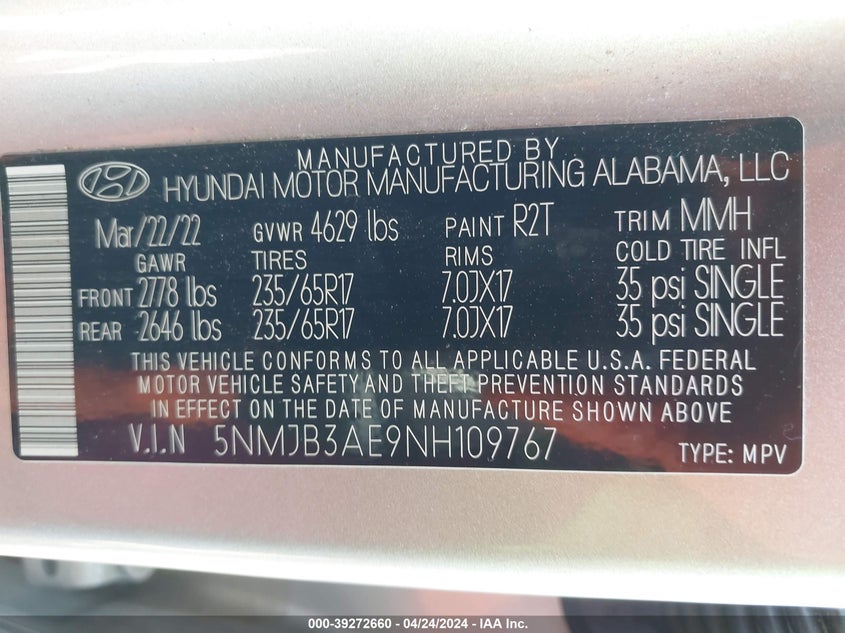 MANUFACTURED BY
HYUNDAI MOTOR MANUFACTURING ALABAMA, LLC
Mar/22/22 GVWR 4629 lbs PAINT R2T TRIM MMH
GAWR TIRES RIMS COLD TIRE INFL
FRONT 2778 lbs 235/65R17 7.0JX17 35 psi SINGLE
REAR 2646 lbs 235/65R17 7.0JX17 35 psi SINGLE
THIS VEHICLE CONFORMS TO ALL APPLICABLE U.S.A. FEDERAL
MOTOR VEHICLE SAFETY AND THEFT PREVENTION STANDARDS
IN EFFECT ON THE DATE OF MANUFACTURE SHOWN ABOVE
V.I.N 5NMJB3AE9NH109767 TYPE: MPV
000-39272660 - 04/24/2024 - IAA Inc.